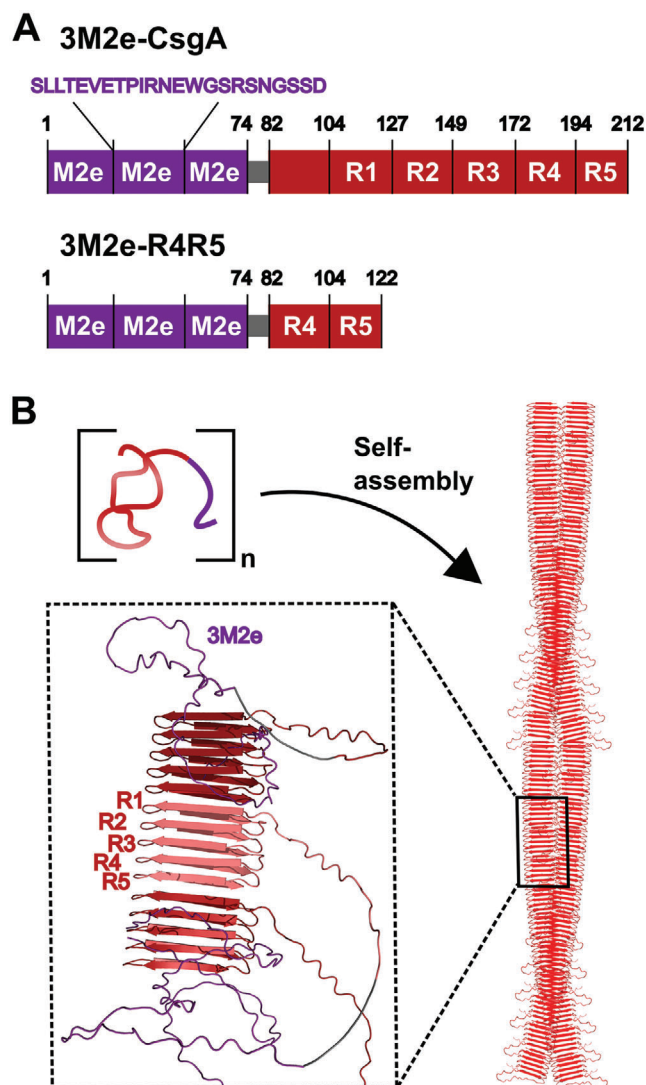 A
3M2e-CsgA
SLLTEVETPIRNEWGSRSNGSSD
1 74 82 104 127 149 172 194 212
M2e M2e M2e R1 R2 R3 R4 R5
3M2e-R4R5
1 74 82 104 122
M2e M2e M2e R4 R5
B
Self-
assembly
n
3M2e
R1
R2
R3
R4
R5